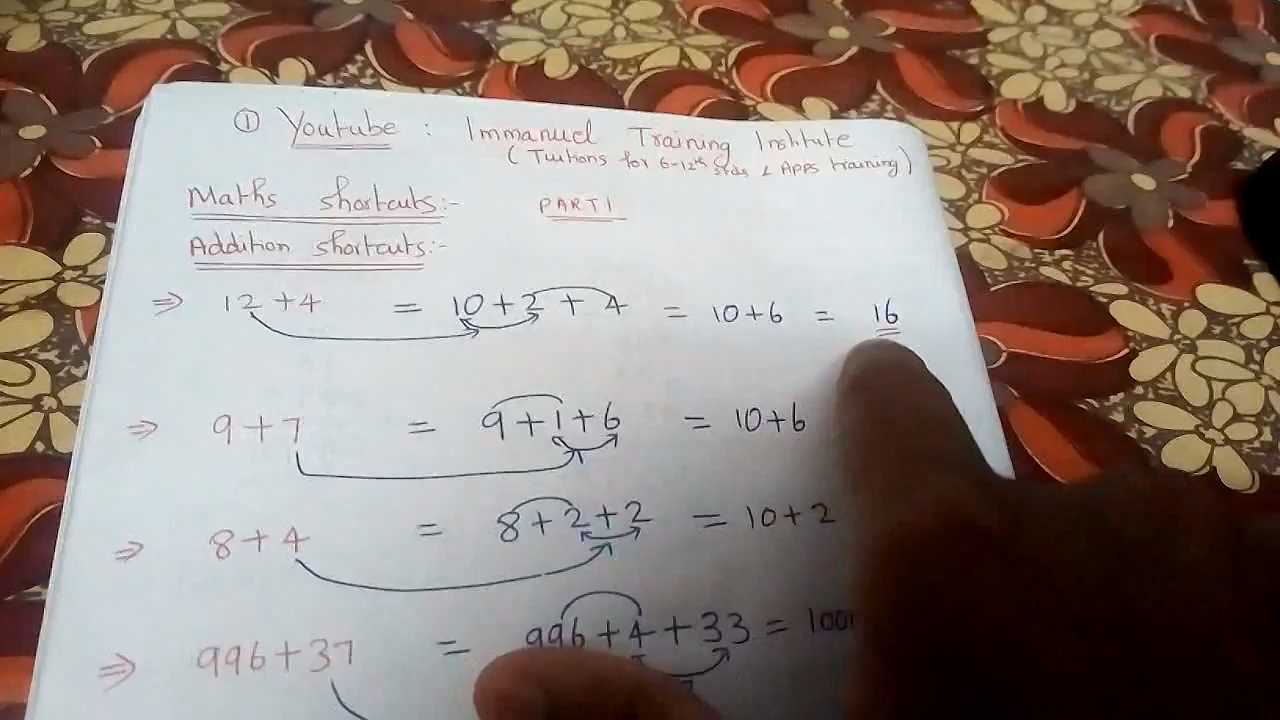 ① Youtube : Immanuel Training Institute
(Tuitions for 6-12th stds & APPS training)
Maths shortcuts:- PART 1
Addition shortcuts:-
⇒ 12 + 4 = 10 + 2 + 4 = 10 + 6 = 16
⇒ 9 + 7 = 9 + 1 + 6 = 10 + 6
⇒ 8 + 4 = 8 + 2 + 2 = 10 + 2
⇒ 996 + 37 = 996 + 4 + 33 =